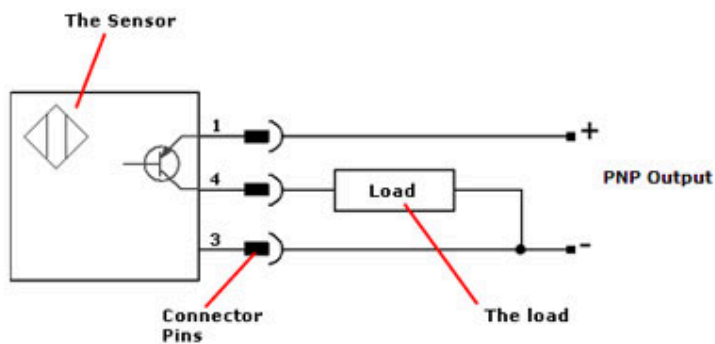 The Sensor
1
+
4
Load
PNP Output
3
-
Connector
Pins
The load